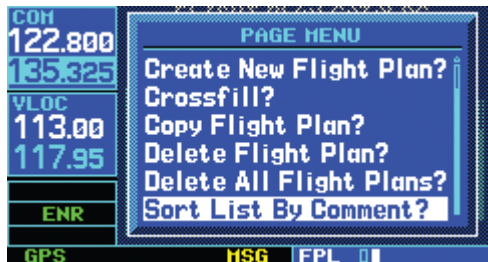 COM
122.800
135.325
VLOC
113.00
117.95
ENR
GPS
PAGE MENU
Create New Flight Plan?
Crossfill?
Copy Flight Plan?
Delete Flight Plan?
Delete All Flight Plans?
Sort List By Comment?
MSG
FPL